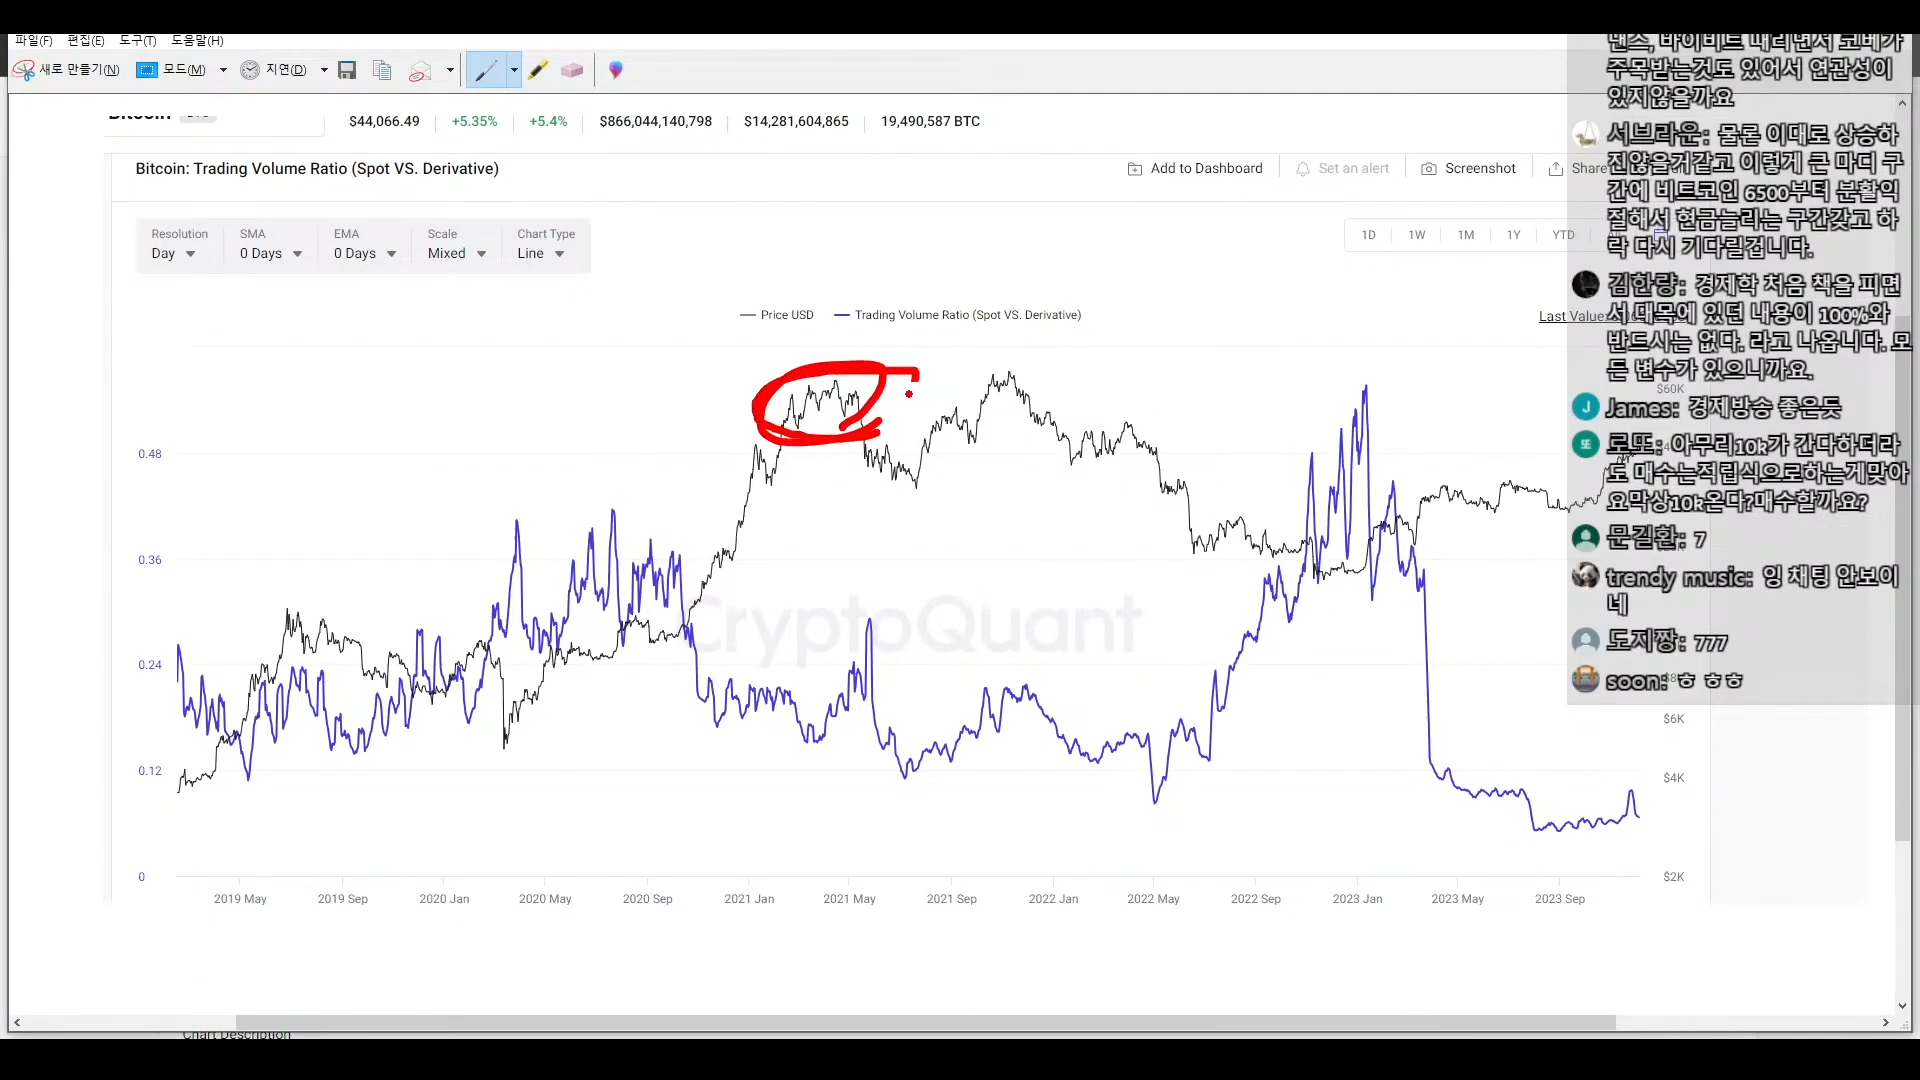 파일(F) 편집(E) 도구(T) 도움말(H)
새로 만들기(N) 모드(M) 지연(D)
$44,066.49 +5.35% +5.4% $866,044,140,798 $14,281,604,865 19,490,587 BTC
Bitcoin: Trading Volume Ratio (Spot VS. Derivative)
Add to Dashboard Set an alert Screenshot Share
Resolution SMA EMA Scale Chart Type
Day 0 Days 0 Days Mixed Line
1D 1W 1M 1Y YTD
Price USD Trading Volume Ratio (Spot VS. Derivative)
Last Value:
$60K
0.48
0.36
0.24
0.12
0
$6K
$4K
$2K
CryptoQuant
2019 May 2019 Sep 2020 Jan 2020 May 2020 Sep 2021 Jan 2021 May 2021 Sep 2022 Jan 2022 May 2022 Sep 2023 Jan 2023 May 2023 Sep
Chart Description
바이비트 때리면서 코베가
주목받는것도 있어서 연관성이
있지않을까요
서브라운: 물론 이대로 상승하
진않을거같고 이렇게 큰 마디 구
간에 비트코인 6500부터 분활익
절해서 현금늘리는 구간갖고 하
락 다시 기다릴겁니다.
김한량: 경제학 처음 책을 피면
서 대목에 있던 내용이 100%와
반드시는 없다. 라고 나옵니다. 모
든 변수가 있으니까요.
James: 경제방송 좋은듯
로또: 아무리10k가 간다하더라
도 매수는적립식으로하는게맞아
요막상10k온다?매수할까요?
문길환: 7
trendy music: 잉 채팅 안보이
네
도지짱: 777
soon: ㅎ ㅎㅎ